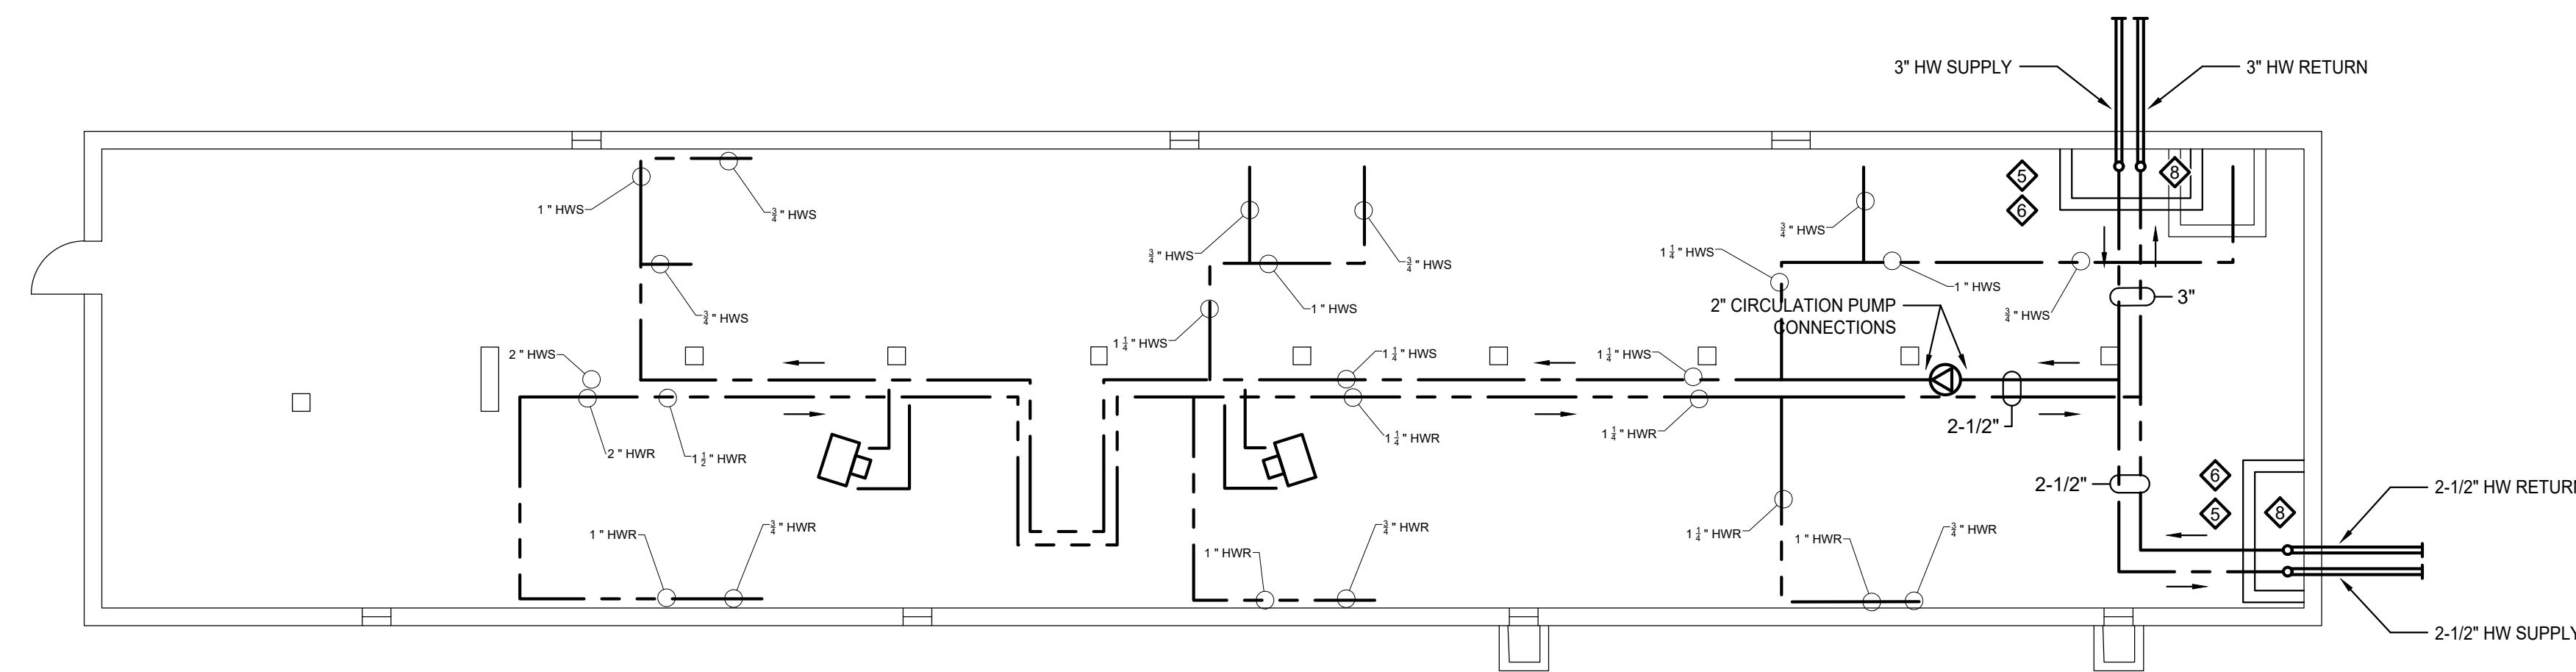 3" HW SUPPLY
3" HW RETURN
5
8
6
1 " HWS
3/4 " HWS
3/4 " HWS
3/4 " HWS
3/4 " HWS
3/4 " HWS
1 1/4 " HWS
1 " HWS
1 " HWS
3"
2" CIRCULATION PUMP
CONNECTIONS
3/4 " HWS
3/4 " HWS
1 1/4 " HWS
2 " HWS
1 1/4 " HWS
1 1/4 " HWS
2-1/2"
1 1/4 " HWR
1 1/4 " HWR
2 " HWR
1 1/2 " HWR
6
2-1/2"
2-1/2" HW RETUR
5
8
1 " HWR
3/4 " HWR
1 " HWR
3/4 " HWR
1 1/4 " HWR
1 " HWR
3/4 " HWR
2-1/2" HW SUPPLY